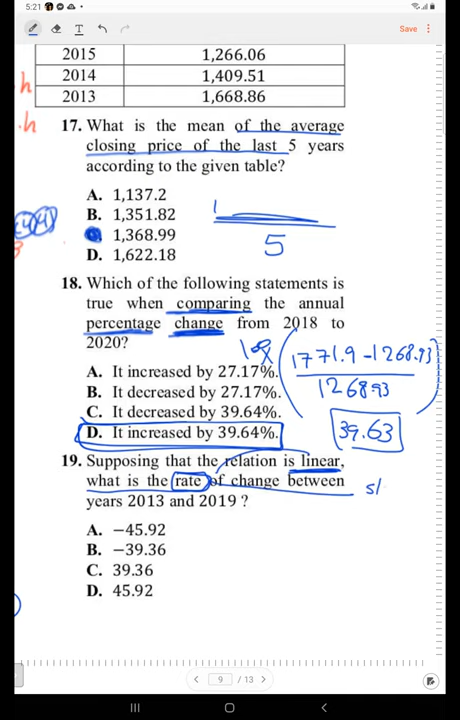 5:21
Save
2015 1,266.06
2014 1,409.51
2013 1,668.86
h
.h
17. What is the mean of the average
closing price of the last 5 years
according to the given table?
A. 1,137.2
B. 1,351.82
1,368.99
D. 1,622.18
5
18. Which of the following statements is
true when comparing the annual
percentage change from 2018 to
2020?
A. It increased by 27.17%.
B. It decreased by 27.17%.
C. It decreased by 39.64%.
D. It increased by 39.64%.
1771.9-1268.93
1268.93
39.63
19. Supposing that the relation is linear,
what is the rate of change between
years 2013 and 2019 ?
sl
A. −45.92
B. −39.36
C. 39.36
D. 45.92
9 / 13